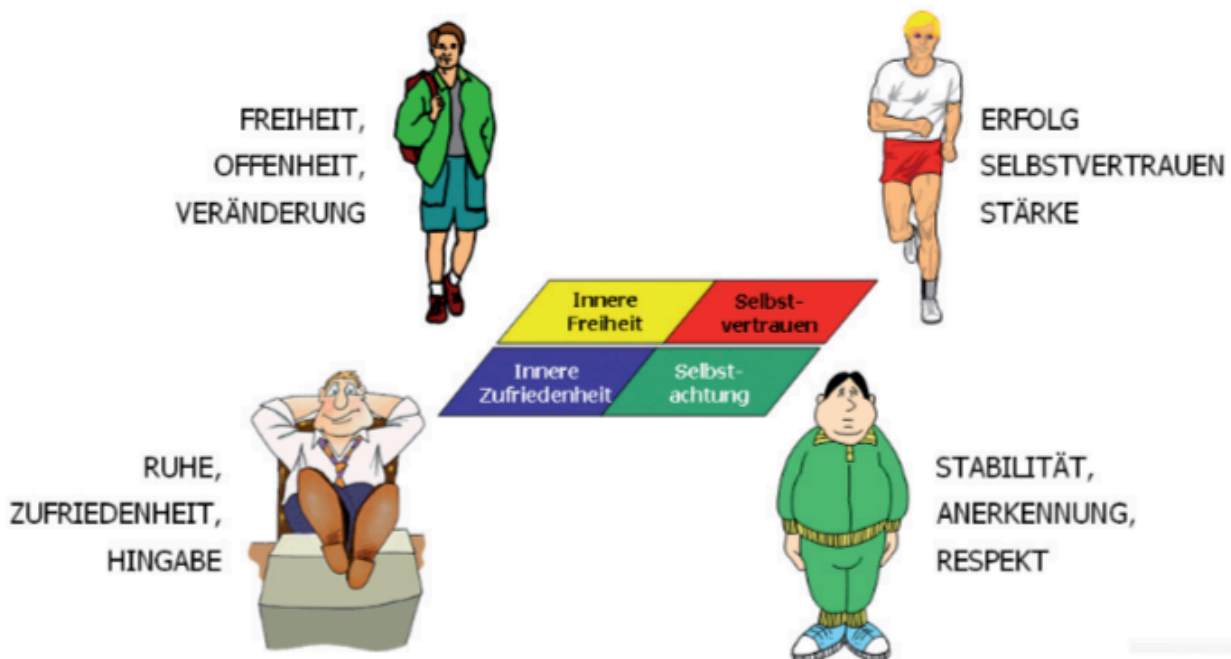 FREIHEIT,
OFFENHEIT,
VERÄNDERUNG
ERFOLG
SELBSTVERTRAUEN
STÄRKE
Innere
Freiheit
Selbst-
vertrauen
Innere
Zufriedenheit
Selbst-
achtung
RUHE,
ZUFRIEDENHEIT,
HINGABE
STABILITÄT,
ANERKENNUNG,
RESPEKT